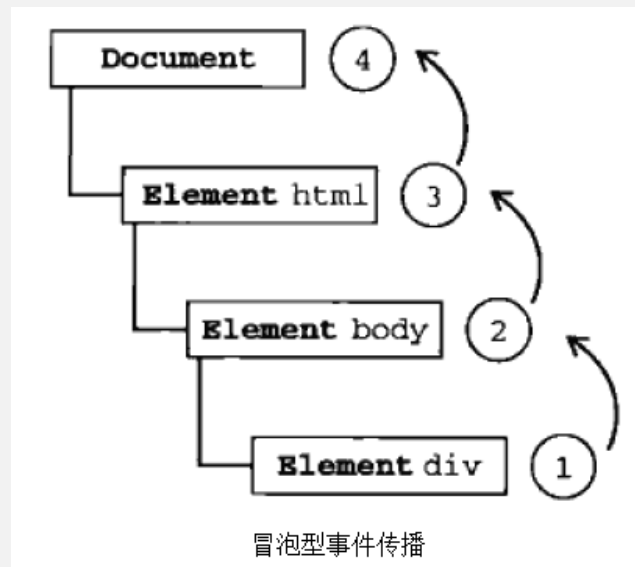 Document 4
Element html 3
Element body 2
Element div 1
冒泡型事件传播